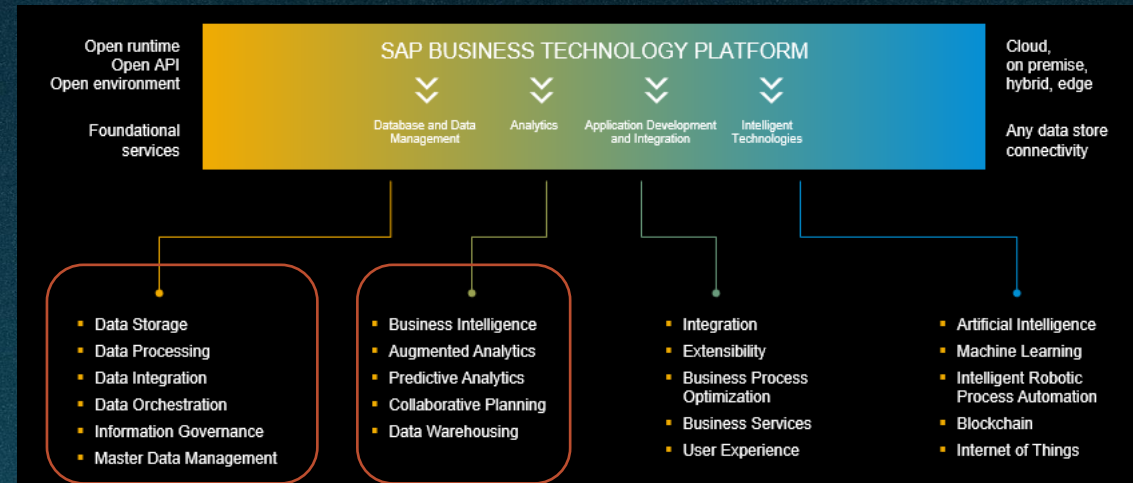 Open runtime
Open API
Open environment
Foundational
services
SAP BUSINESS TECHNOLOGY PLATFORM
Database and Data
Management
Analytics
Application Development
and Integration
Intelligent
Technologies
Cloud,
on premise,
hybrid, edge
Any data store
connectivity
Data Storage
Data Processing
Data Integration
Data Orchestration
Information Governance
Master Data Management
Business Intelligence
Augmented Analytics
Predictive Analytics
Collaborative Planning
Data Warehousing
Integration
Extensibility
Business Process
Optimization
Business Services
User Experience
Artificial Intelligence
Machine Learning
Intelligent Robotic
Process Automation
Blockchain
Internet of Things